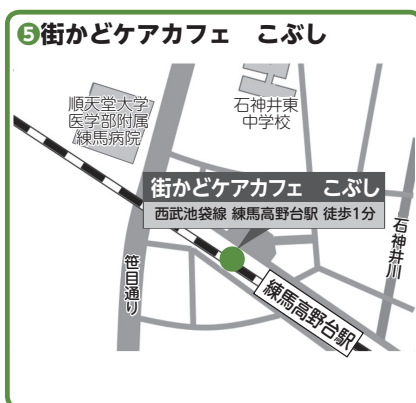 ❺街かどケアカフェ　こぶし
順天堂大学
医学部附属
練馬病院
石神井東
中学校
街かどケアカフェ　こぶし
西武池袋線 練馬高野台駅 徒歩1分
石神井川
笹目通り
練馬高野台駅